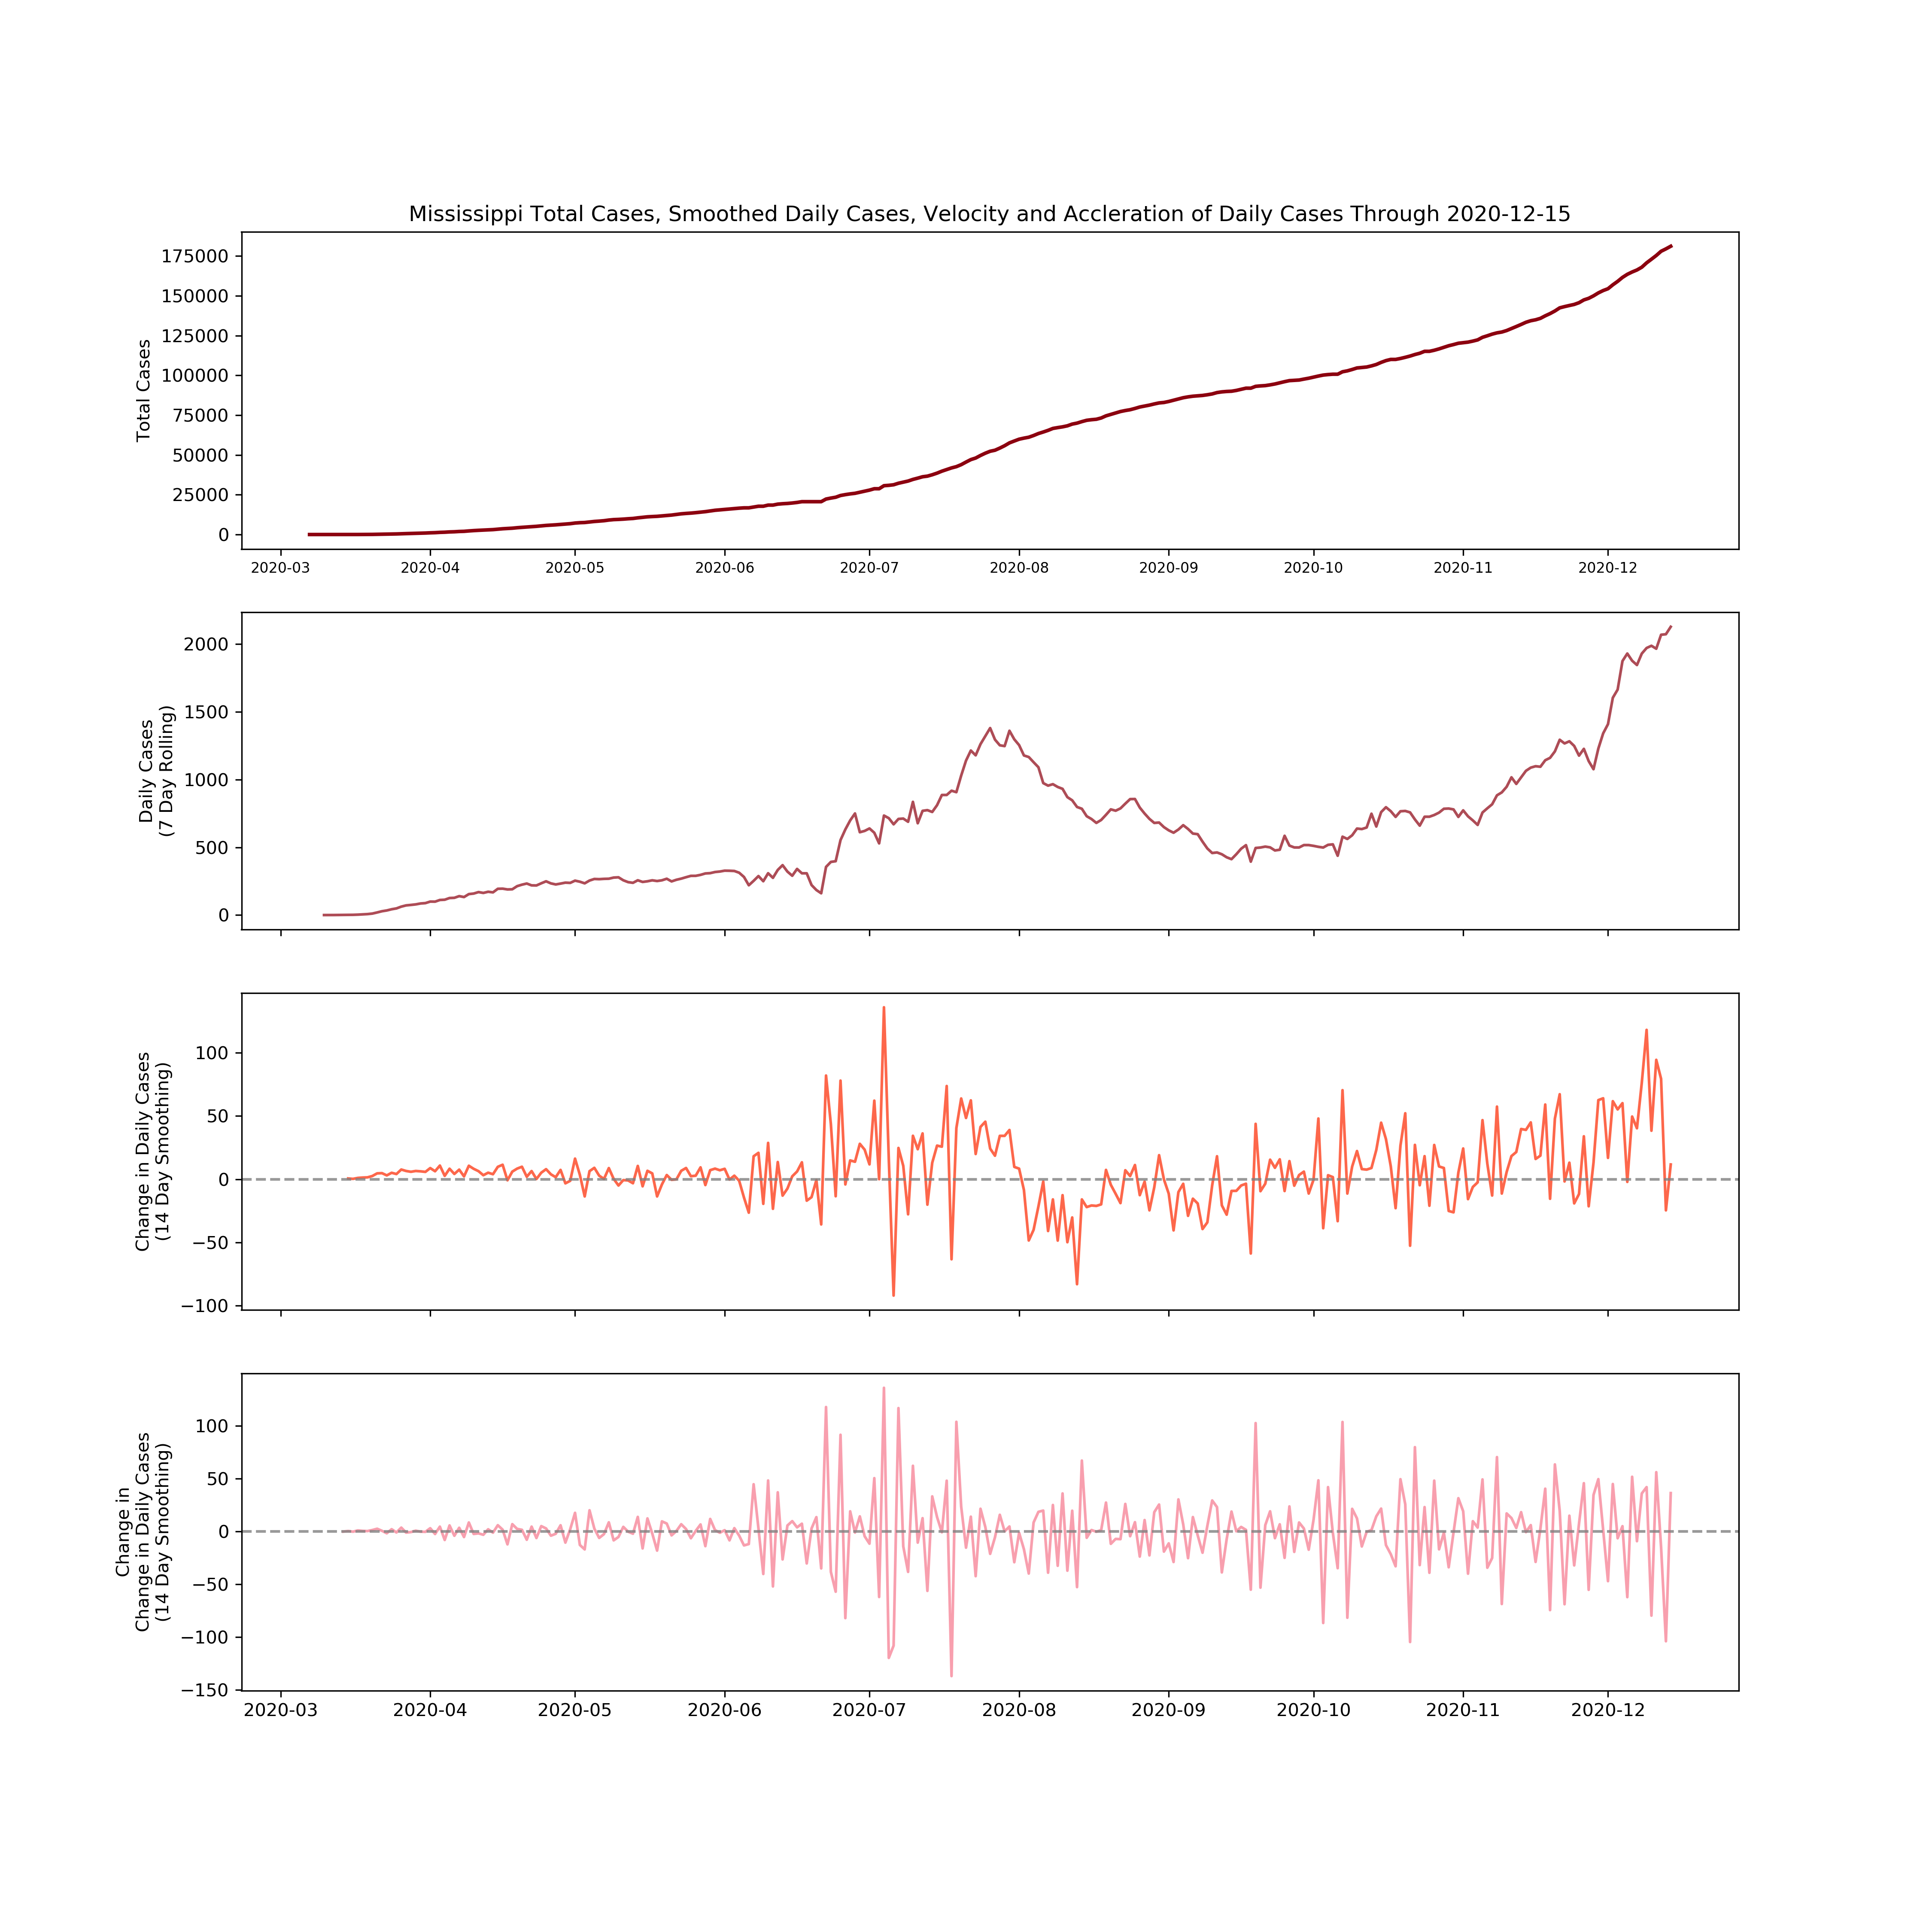 Mississippi Total Cases, Smoothed Daily Cases, Velocity and Accleration of Daily Cases Through 2020-12-15
Total Cases
175000
150000
125000
100000
75000
50000
25000
0
2020-03 2020-04 2020-05 2020-06 2020-07 2020-08 2020-09 2020-10 2020-11 2020-12
Daily Cases
(7 Day Rolling)
2000
1500
1000
500
0
Change in Daily Cases
(14 Day Smoothing)
100
50
0
−50
−100
Change in
Change in Daily Cases
(14 Day Smoothing)
100
50
0
−50
−100
−150
2020-03 2020-04 2020-05 2020-06 2020-07 2020-08 2020-09 2020-10 2020-11 2020-12